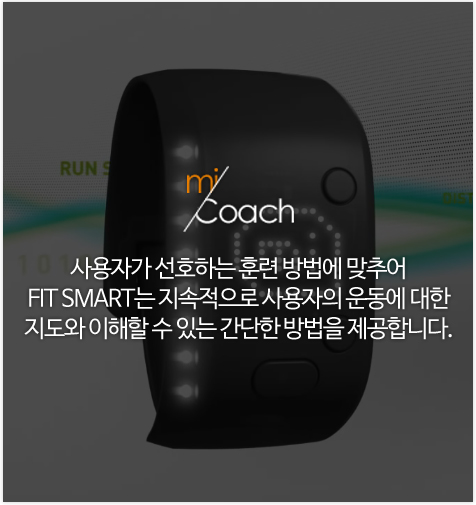 RUN S
mi
Coach
101
사용자가 선호하는 훈련 방법에 맞추어
FIT SMART는 지속적으로 사용자의 운동에 대한
지도와 이해할 수 있는 간단한 방법을 제공합니다.